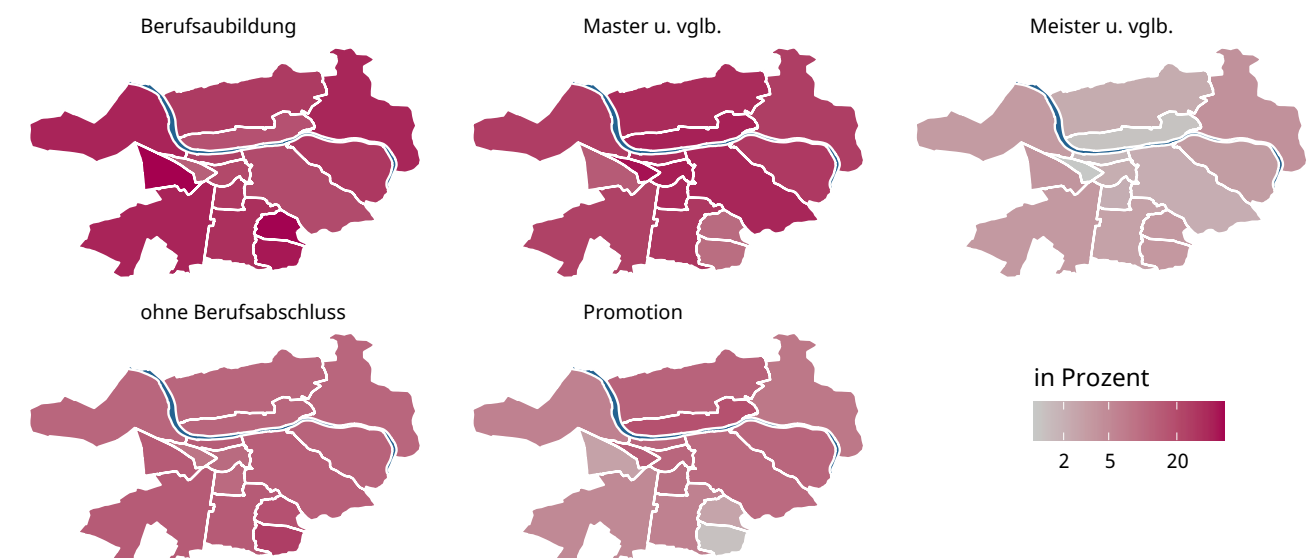 Berufsaubildung
Master u. vglb.
Meister u. vglb.
ohne Berufsabschluss
Promotion
in Prozent
2 5 20